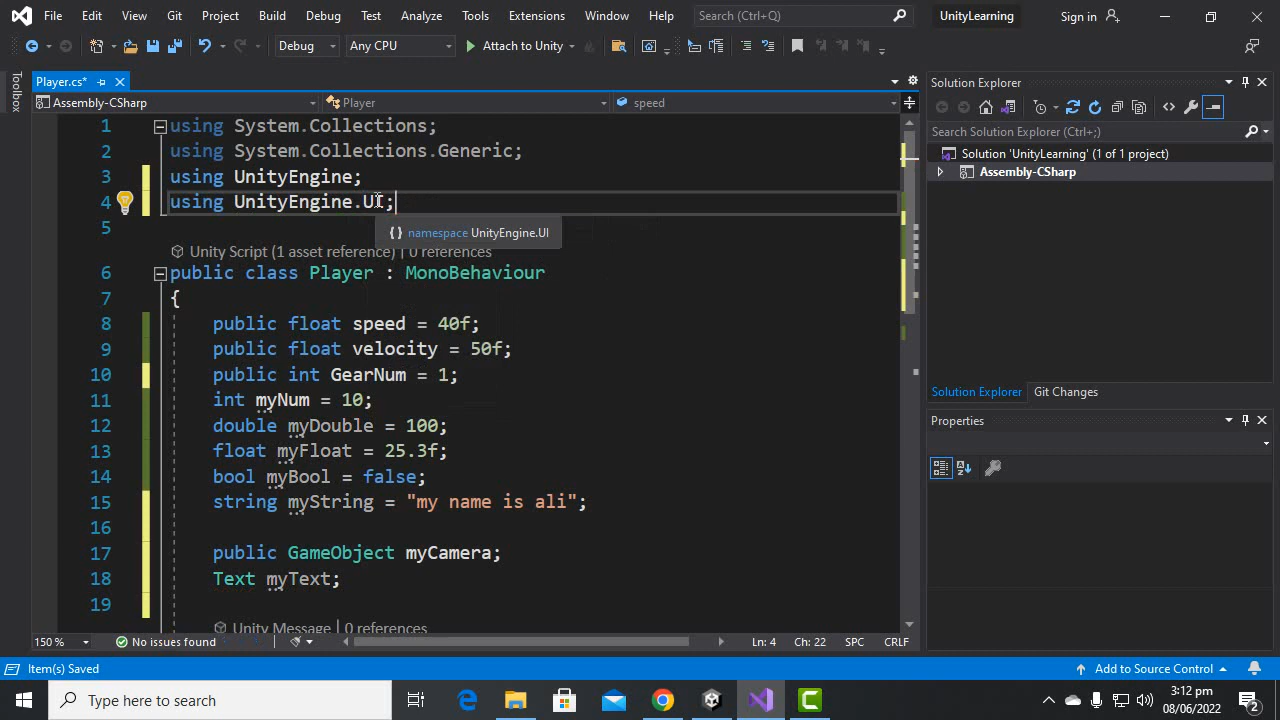 File Edit View Git Project Build Debug Test Analyze Tools Extensions Window Help Search (Ctrl+Q) UnityLearning Sign in
Debug Any CPU Attach to Unity
Toolbox
Player.cs*
Assembly-CSharp Player speed
1 using System.Collections;
2 using System.Collections.Generic;
3 using UnityEngine;
4 using UnityEngine.UI;
{ } namespace UnityEngine.UI
5
Unity Script (1 asset reference) | 0 references
6 public class Player : MonoBehaviour
7 {
8 public float speed = 40f;
9 public float velocity = 50f;
10 public int GearNum = 1;
11 int myNum = 10;
12 double myDouble = 100;
13 float myFloat = 25.3f;
14 bool myBool = false;
15 string myString = "my name is ali";
16
17 public GameObject myCamera;
18 Text myText;
19
Unity Message | 0 references
150 % No issues found Ln: 4 Ch: 22 SPC CRLF
Solution Explorer
Search Solution Explorer (Ctrl+;)
Solution 'UnityLearning' (1 of 1 project)
Assembly-CSharp
Solution Explorer Git Changes
Properties
Item(s) Saved Add to Source Control
Type here to search
3:12 pm
08/06/2022
2